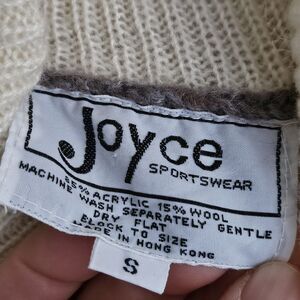 Joyce
SPORTSWEAR
85% ACRYLIC 15% WOOL
MACHINE WASH SEPARATELY GENTLE
DRY FLAT
BLOCK TO SIZE
MADE IN HONG KONG
S